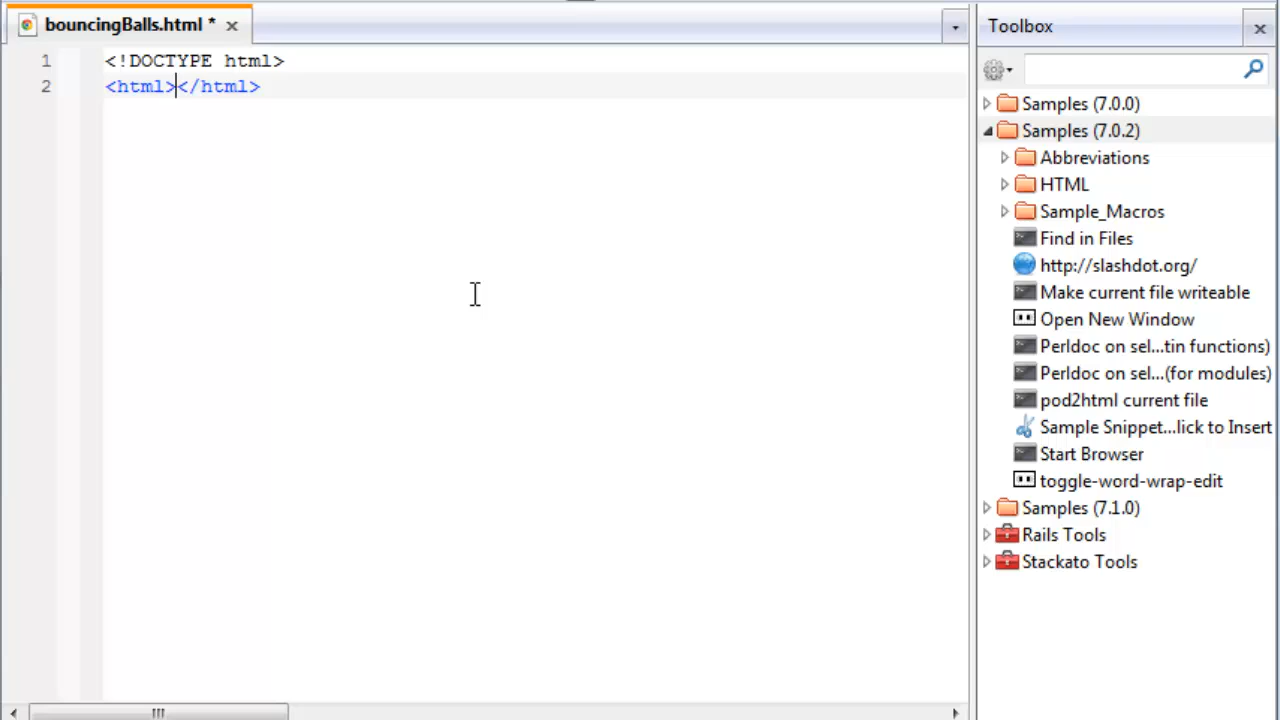 bouncingBalls.html *
1 <!DOCTYPE html>
2 <html></html>
Toolbox
Samples (7.0.0)
Samples (7.0.2)
Abbreviations
HTML
Sample_Macros
Find in Files
http://slashdot.org/
Make current file writeable
Open New Window
Perldoc on sel...tin functions)
Perldoc on sel...(for modules)
pod2html current file
Sample Snippet...lick to Insert
Start Browser
toggle-word-wrap-edit
Samples (7.1.0)
Rails Tools
Stackato Tools